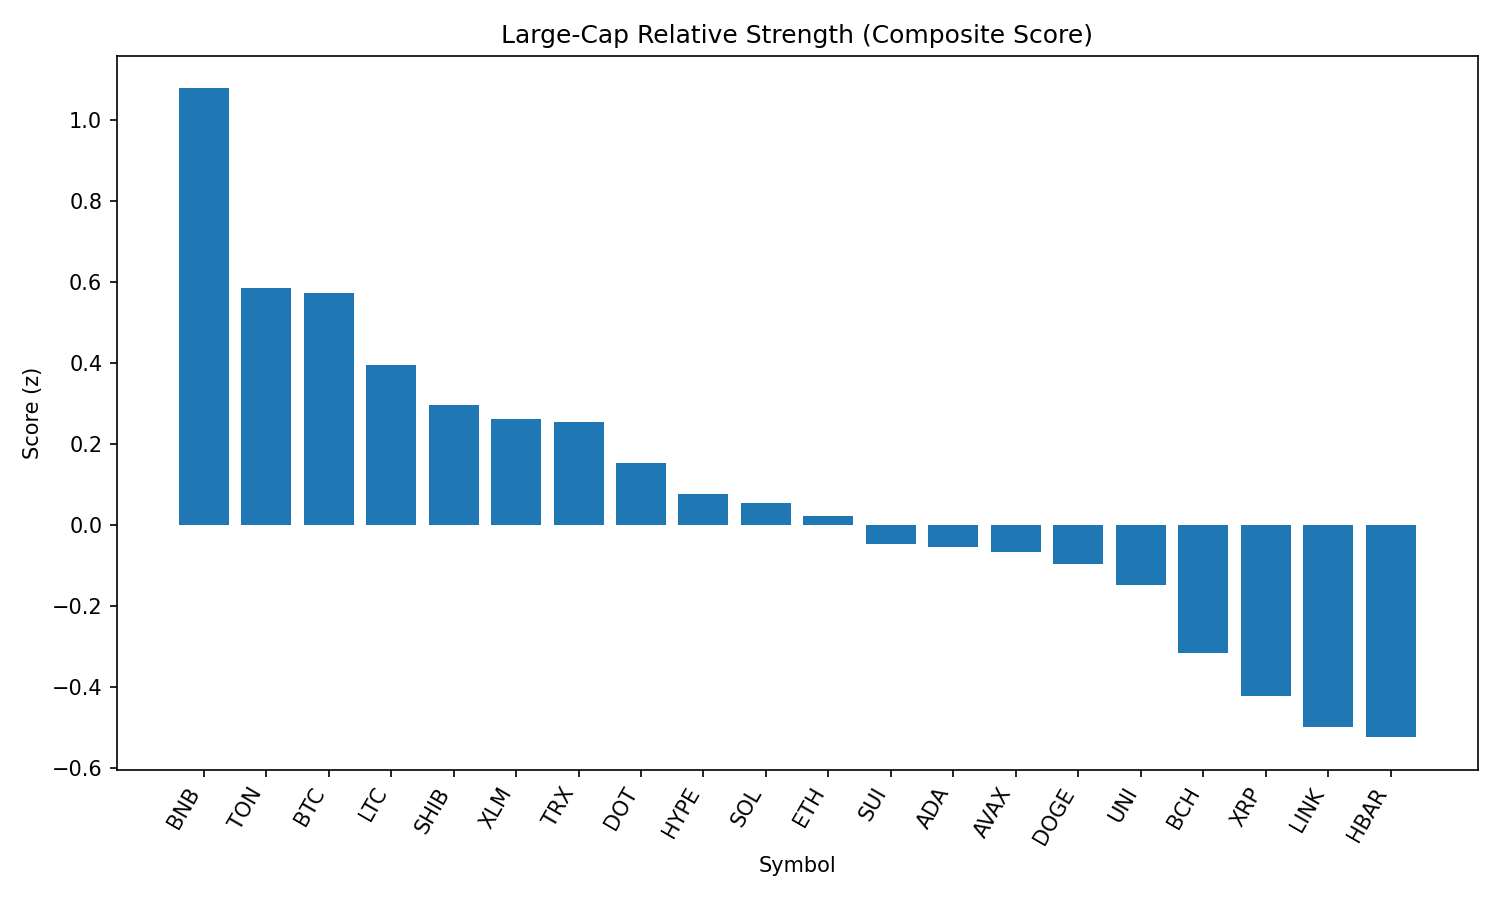 Large-Cap Relative Strength (Composite Score)
Score (z)
1.0
0.8
0.6
0.4
0.2
0.0
−0.2
−0.4
−0.6
BNB
TON
BTC
LTC
SHIB
XLM
TRX
DOT
HYPE
SOL
ETH
SUI
ADA
AVAX
DOGE
UNI
BCH
XRP
LINK
HBAR
Symbol